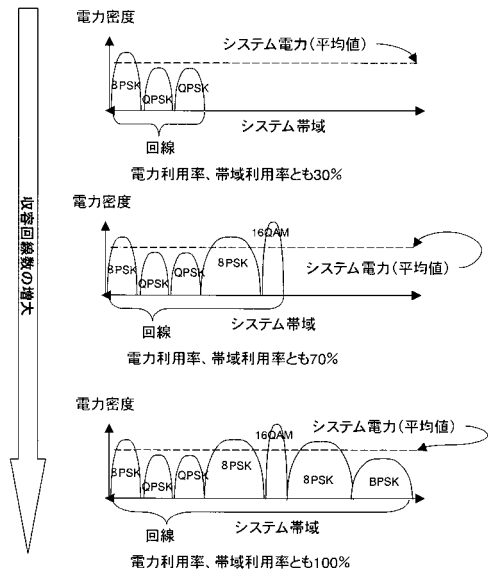 収容回線数の増大
電力密度
システム電力(平均値)
8PSK
QPSK
QPSK
システム帯域
回線
電力利用率、帯域利用率とも30%
電力密度
16QAM
8PSK
QPSK
QPSK
8PSK
システム電力(平均値)
システム帯域
回線
電力利用率、帯域利用率とも70%
電力密度
システム電力(平均値)
16QAM
8PSK
QPSK
QPSK
8PSK
8PSK
BPSK
システム帯域
回線
電力利用率、帯域利用率とも100%